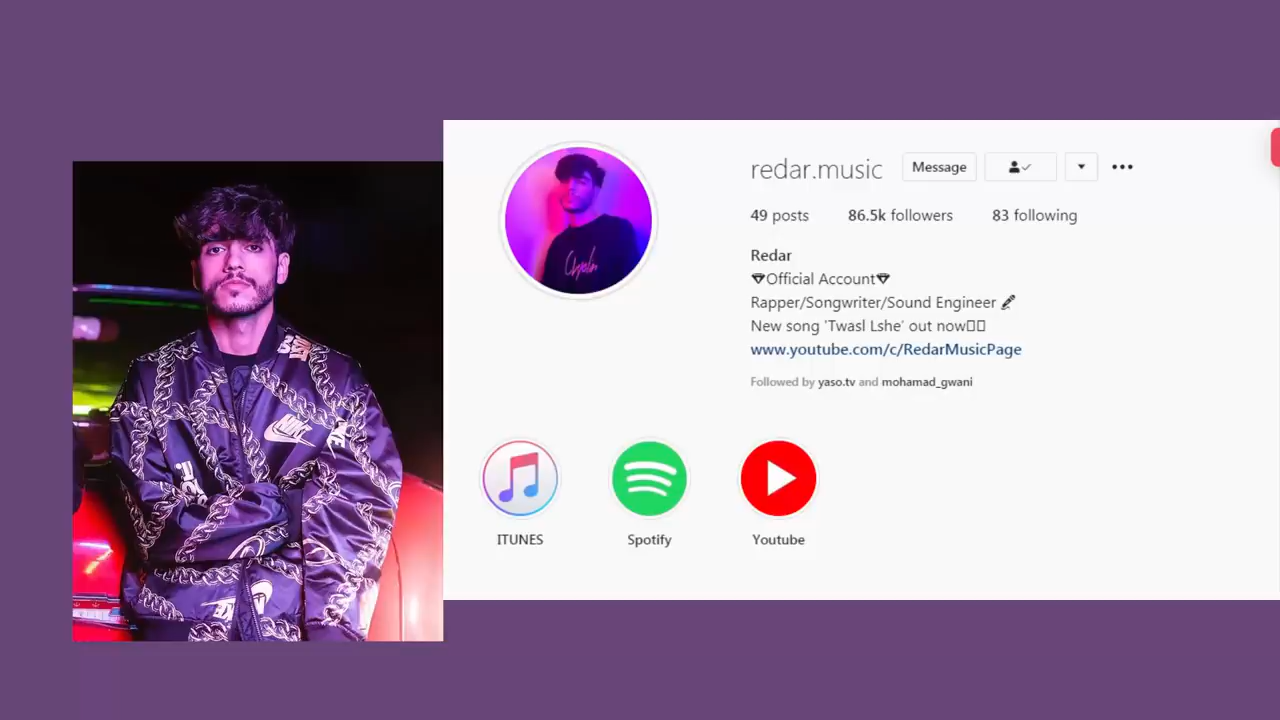 redar.music Message
49 posts 86.5k followers 83 following
Redar
Official Account
Rapper/Songwriter/Sound Engineer
New song 'Twasl Lshe' out now
www.youtube.com/c/RedarMusicPage
Followed by yaso.tv and mohamad_gwani
ITUNES Spotify Youtube